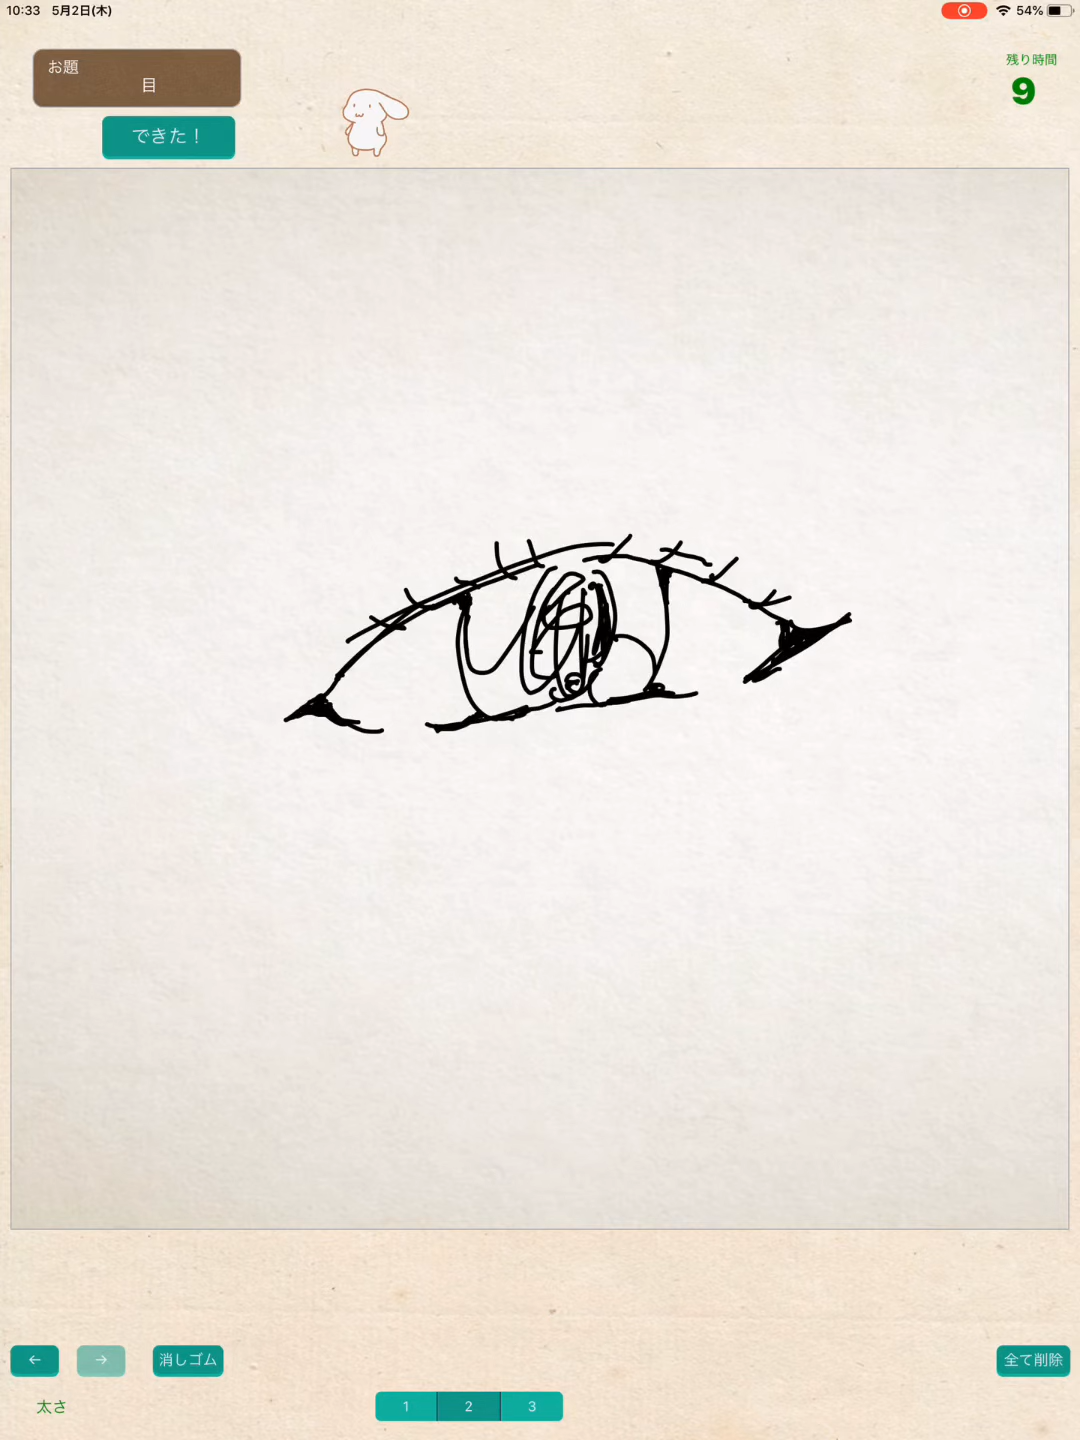 10:33 5月2日(木)
54%
お題
目
残り時間
9
できた！
← → 消しゴム
全て削除
太さ
1 2 3